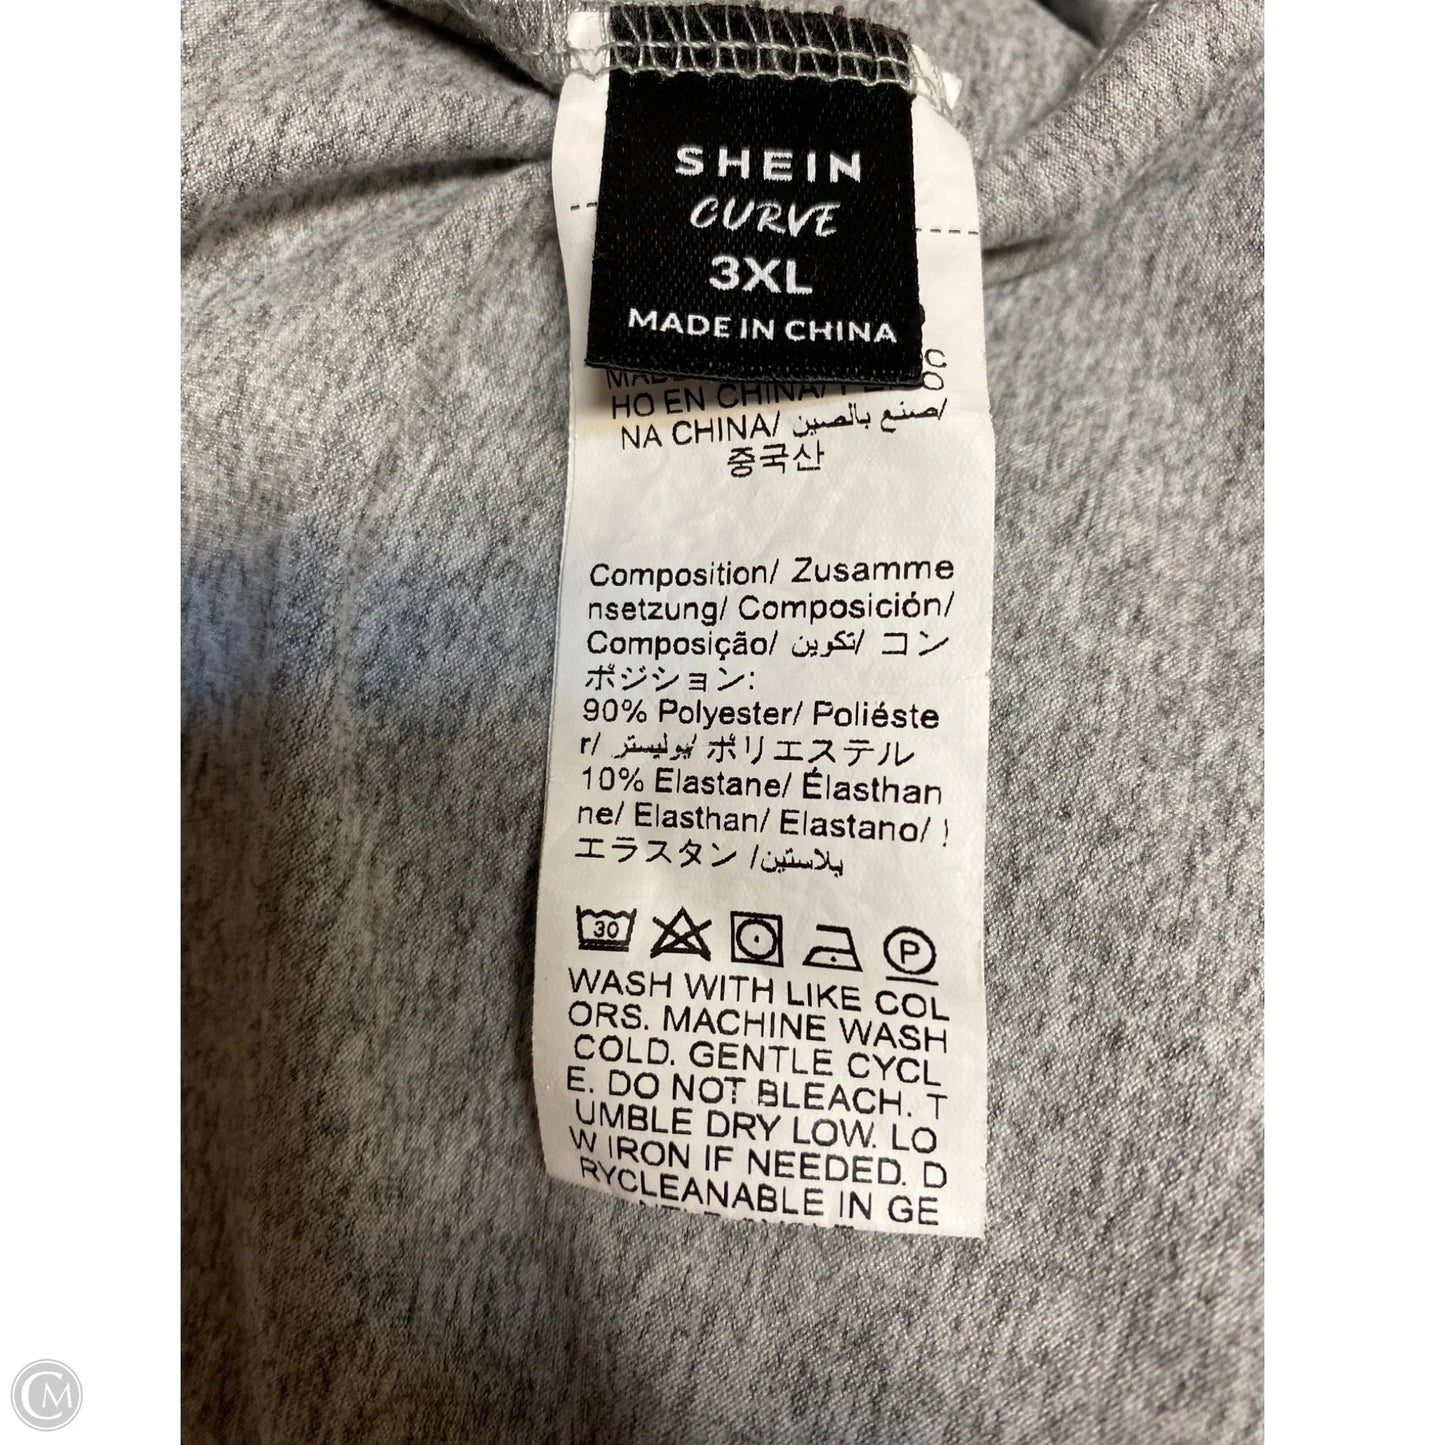 SHEIN
CURVE
3XL
MADE IN CHINA
HO EN CHINA/
NA CHINA/ صنع بالصين/
중국산
Composition/ Zusamme
nsetzung/ Composición/
Composição/ تكوين/ コン
ポジション:
90% Polyester/ Poliéste
r/ بوليستر/ ポリエステル
10% Elastane/ Élasthan
ne/ Elasthan/ Elastano/
エラスタン /بلاستين
30
P
WASH WITH LIKE COL
ORS. MACHINE WASH
COLD. GENTLE CYCL
E. DO NOT BLEACH. T
UMBLE DRY LOW. LO
W IRON IF NEEDED. D
RYCLEANABLE IN GE
CM